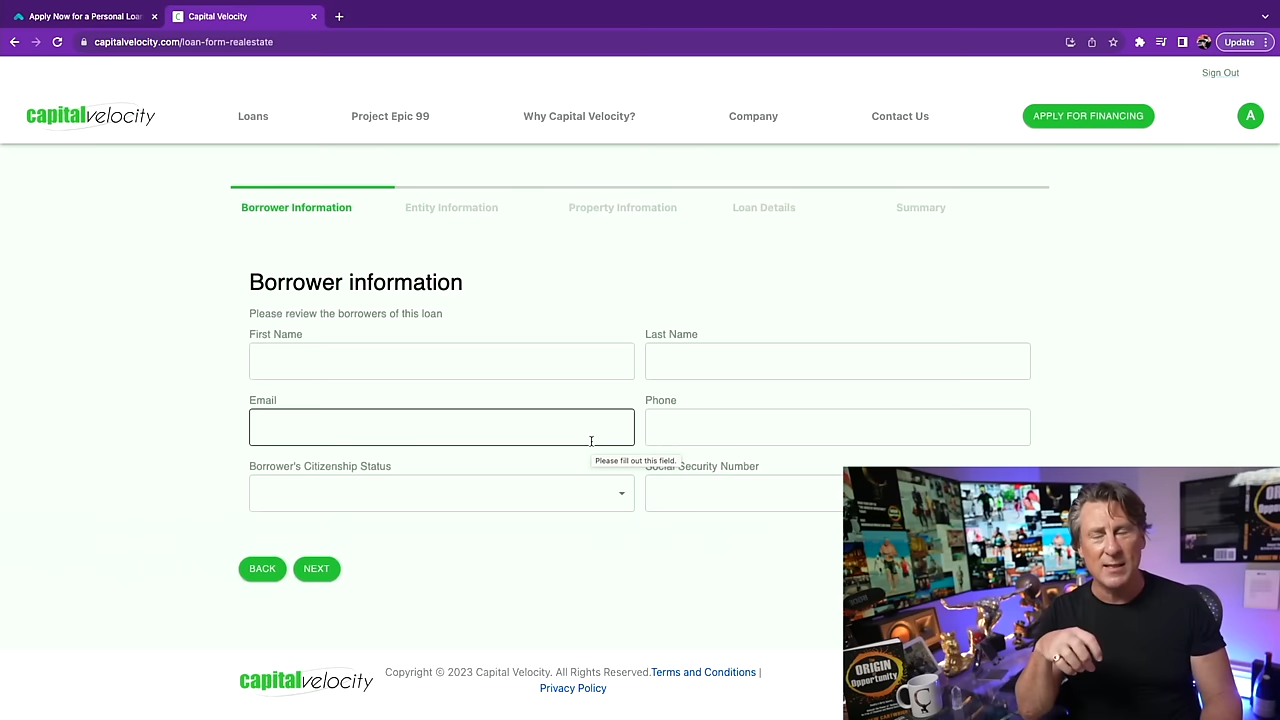 Apply Now for a Personal Loan
Capital Velocity
capitalvelocity.com/loan-form-realestate
Update
Sign Out
capitalvelocity
Loans
Project Epic 99
Why Capital Velocity?
Company
Contact Us
APPLY FOR FINANCING
A
Borrower Information
Entity Information
Property Infromation
Loan Details
Summary
Borrower information
Please review the borrowers of this loan
First Name
Last Name
Email
Phone
Please fill out this field.
Borrower's Citizenship Status
Social Security Number
BACK
NEXT
capitalvelocity
Copyright © 2023 Capital Velocity. All Rights Reserved.Terms and Conditions |
Privacy Policy
ORIGIN
Opportunity